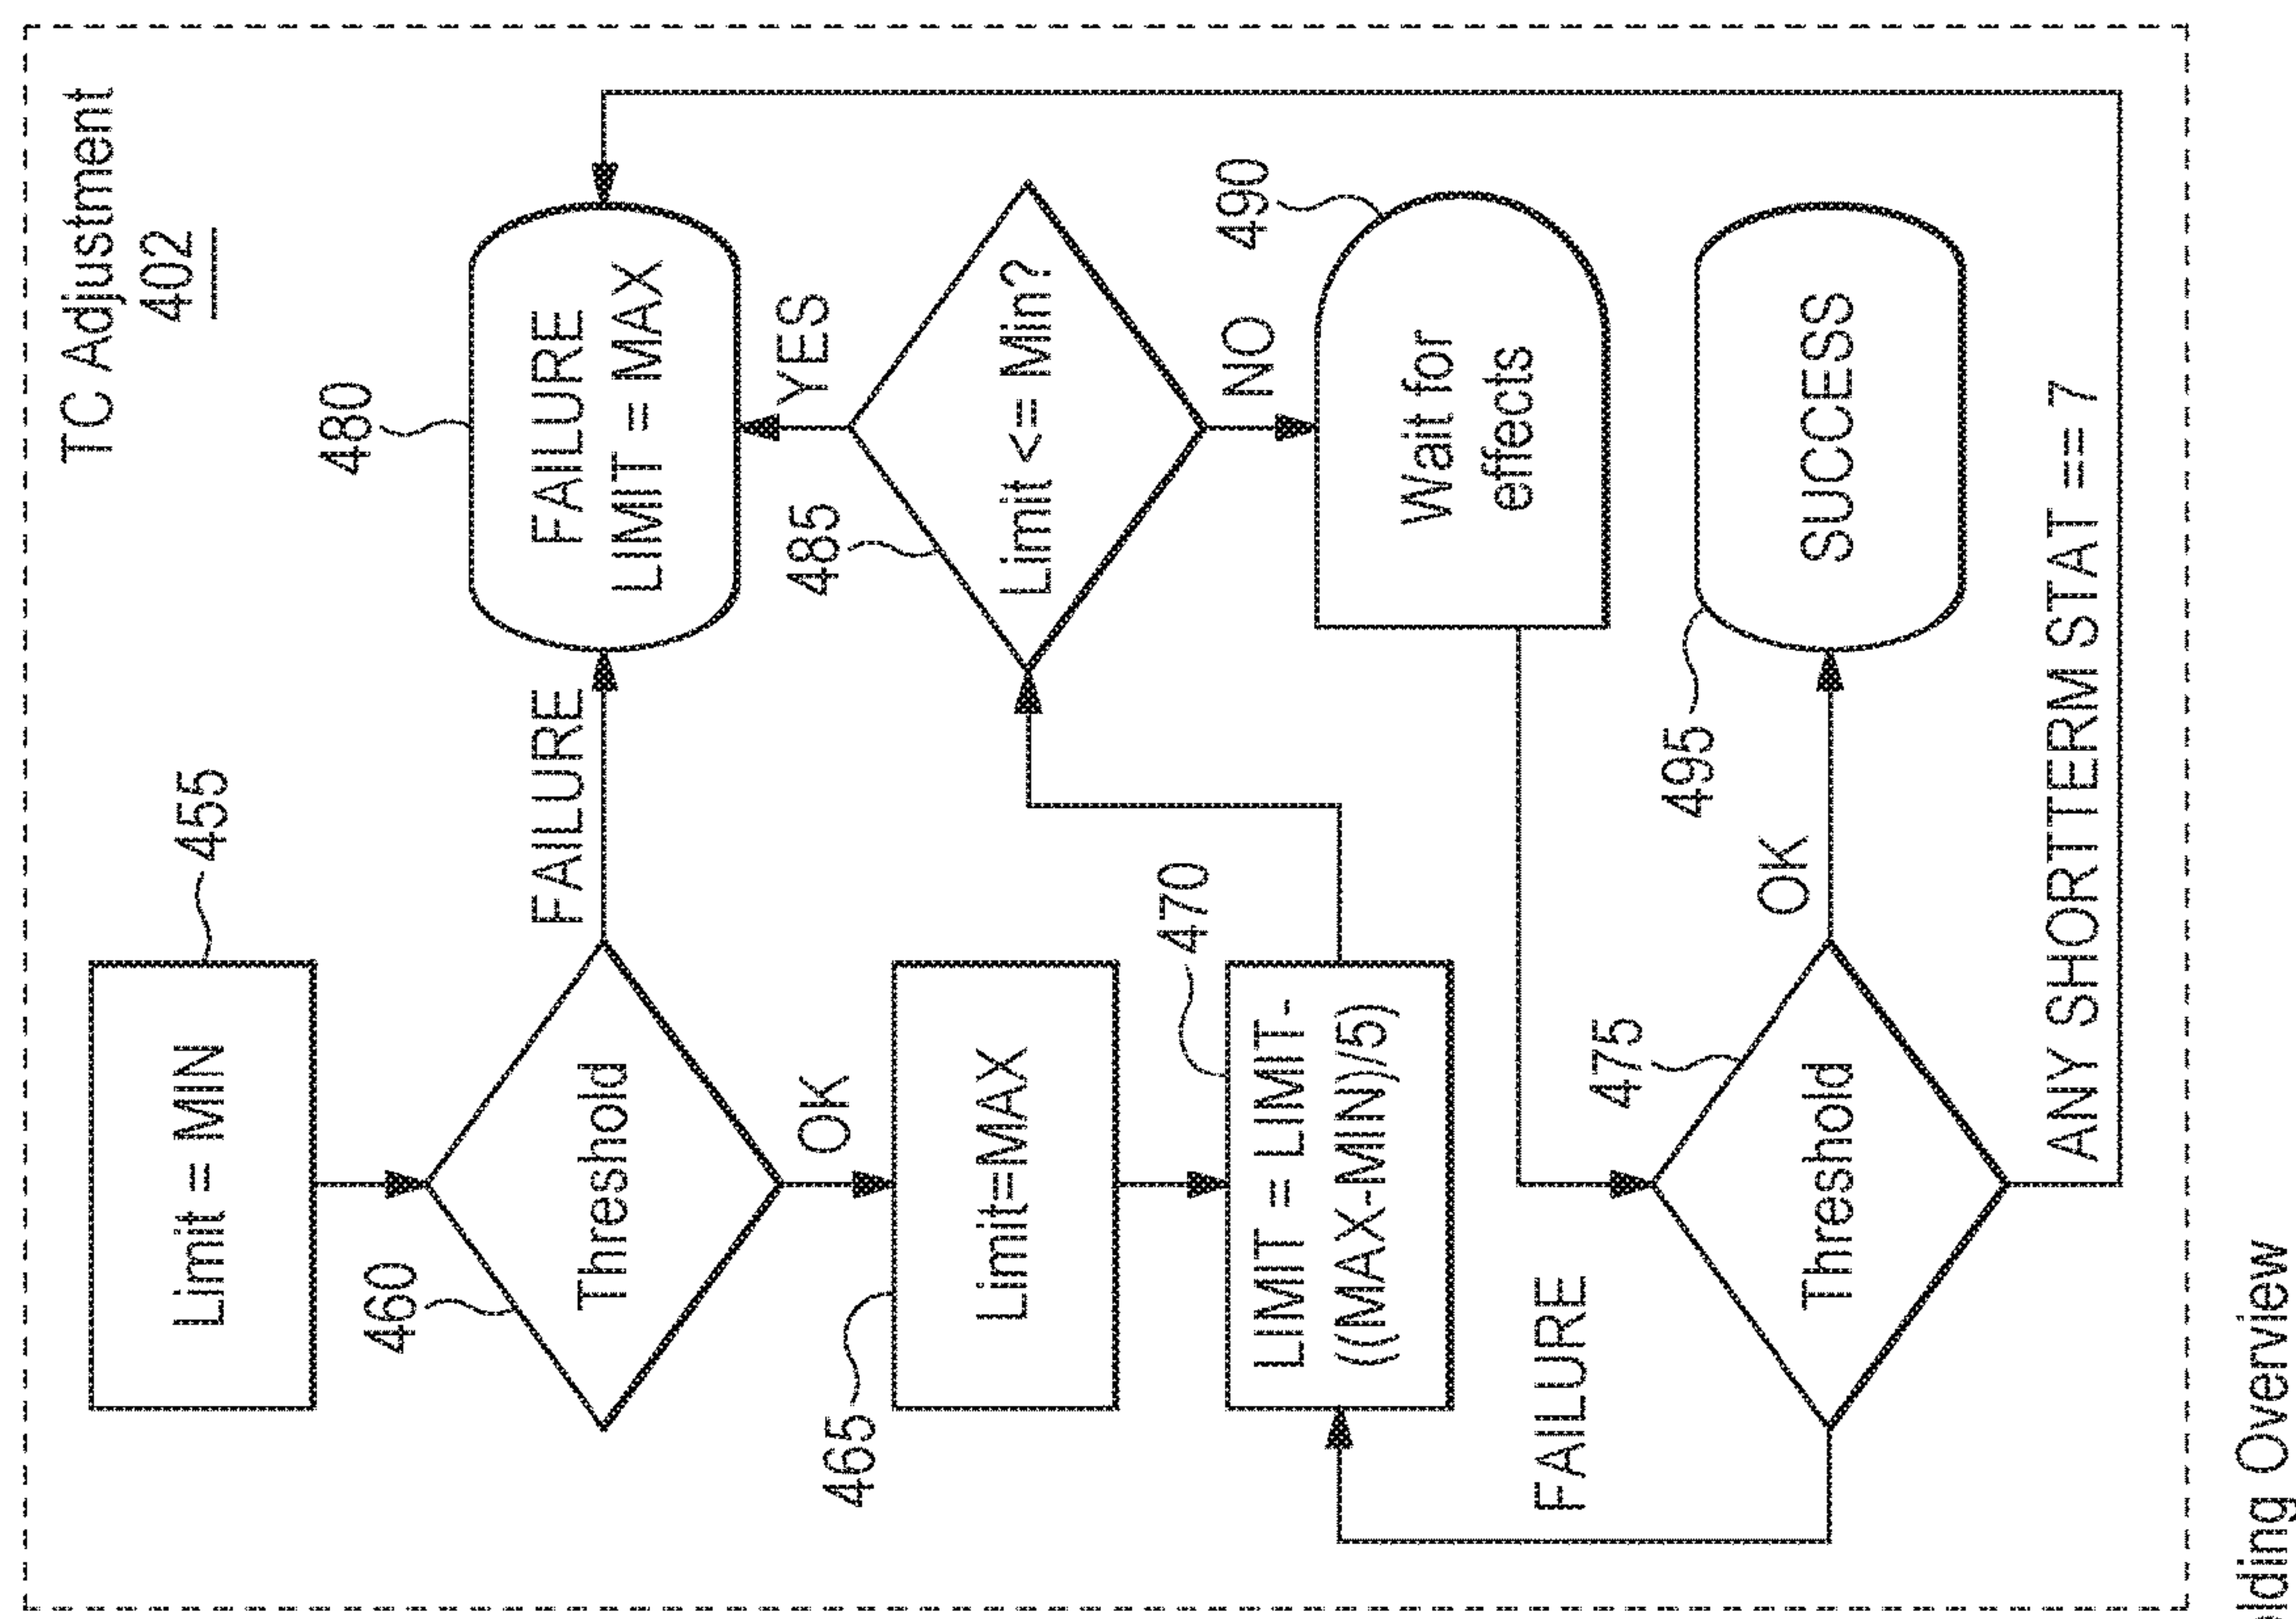 TC Adjustment
402
Limit = MIN
455
460
Threshold
FAILURE
480
FAILURE
LIMIT = MAX
OK
465
Limit=MAX
470
LIMIT = LIMIT-
((MAX-MIN)/5)
485
Limit <= Min?
YES
NO
490
Wait for
effects
FAILURE
475
Threshold
OK
495
SUCCESS
ANY SHORTTERM STAT == 7
Overview